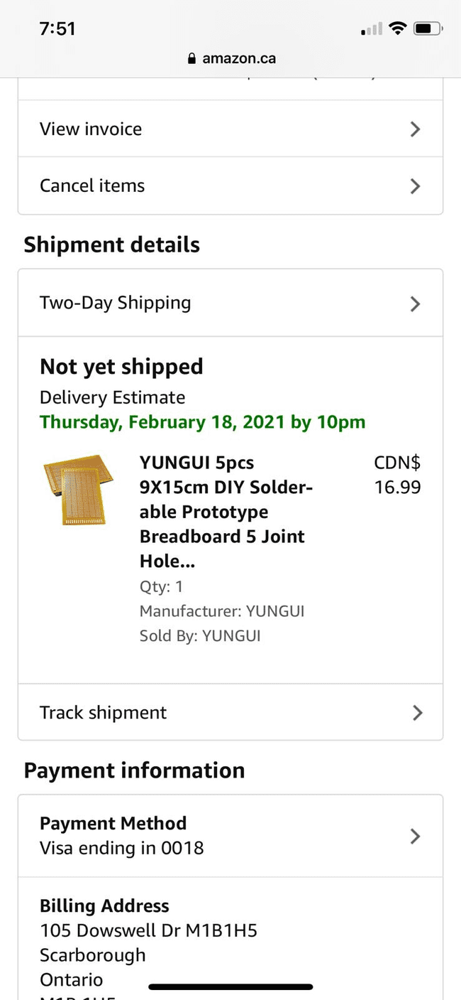 7:51
amazon.ca
View invoice
Cancel items
Shipment details
Two-Day Shipping
Not yet shipped
Delivery Estimate
Thursday, February 18, 2021 by 10pm
YUNGUI 5pcs
9X15cm DIY Solder-
able Prototype
Breadboard 5 Joint
Hole...
CDN$
16.99
Qty: 1
Manufacturer: YUNGUI
Sold By: YUNGUI
Track shipment
Payment information
Payment Method
Visa ending in 0018
Billing Address
105 Dowswell Dr M1B1H5
Scarborough
Ontario